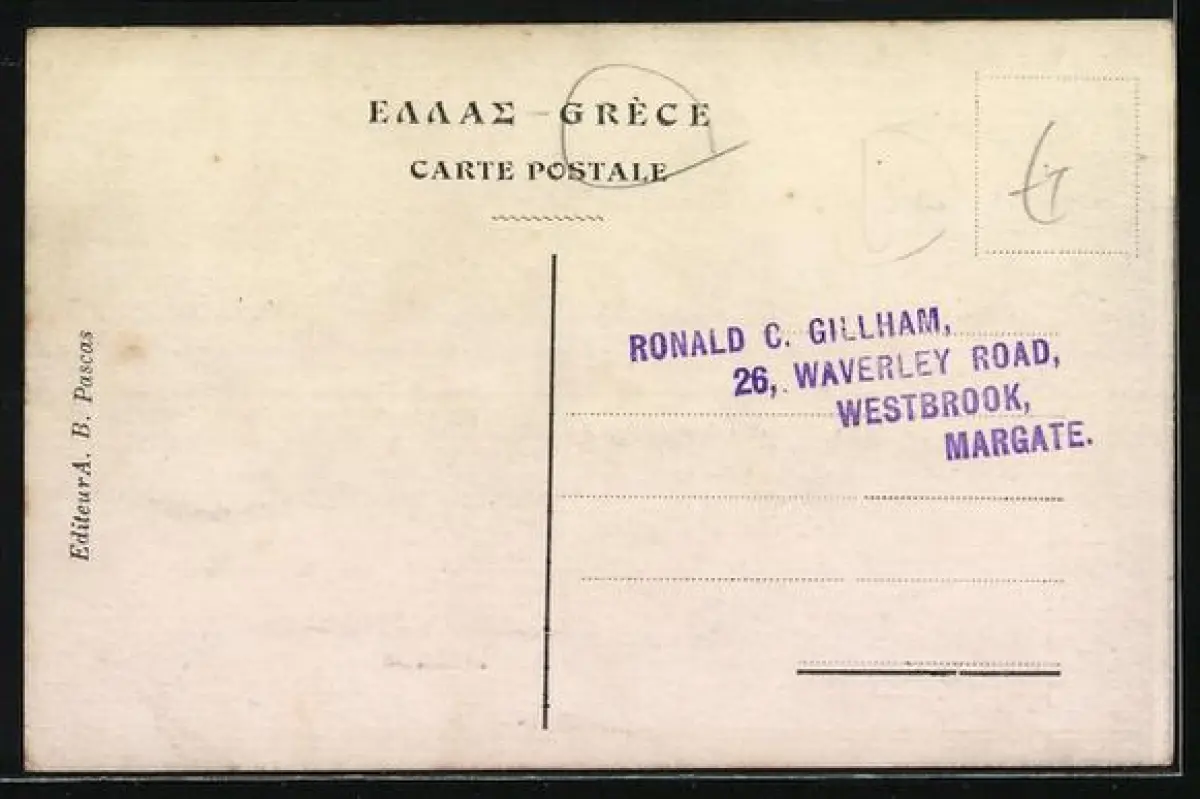 ΕΛΛΑΣ – GRÈCE
CARTE POSTALE
RONALD C. GILLHAM,
26, WAVERLEY ROAD,
WESTBROOK,
MARGATE.
Editeur A. B. Pascas